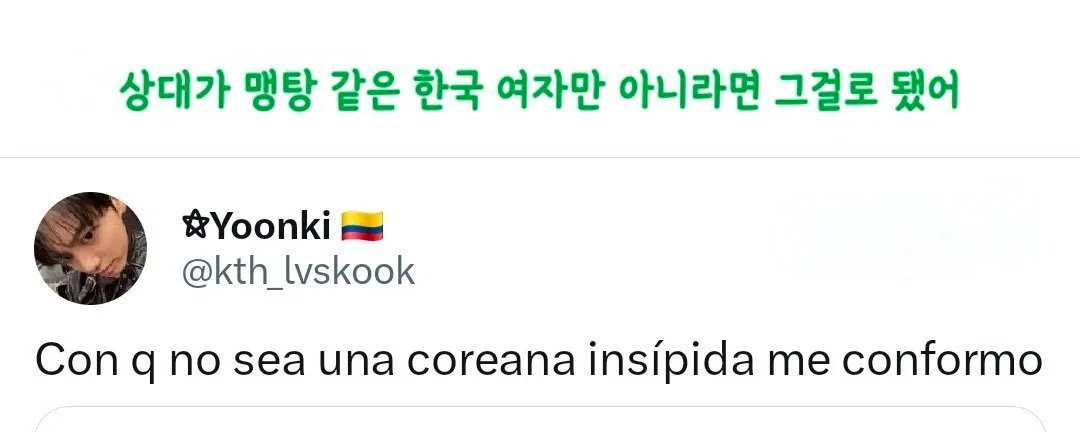 상대가 맹탕 같은 한국 여자만 아니라면 그걸로 됐어
✰Yoonki 🇨🇴
@kth_lvskook
Con q no sea una coreana insípida me conformo